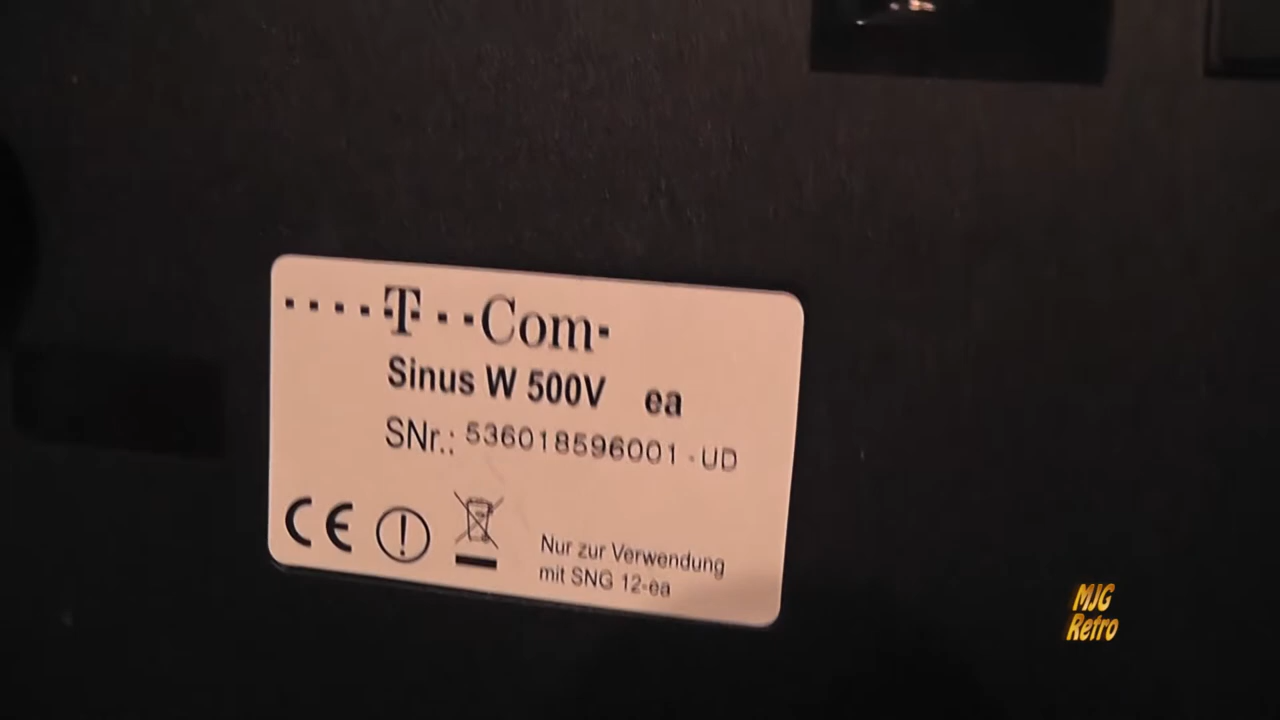 ····T··Com·
Sinus W 500V ea
SNr.: 536018596001-UD
CE
Nur zur Verwendung
mit SNG 12-ea
MJG
Retro